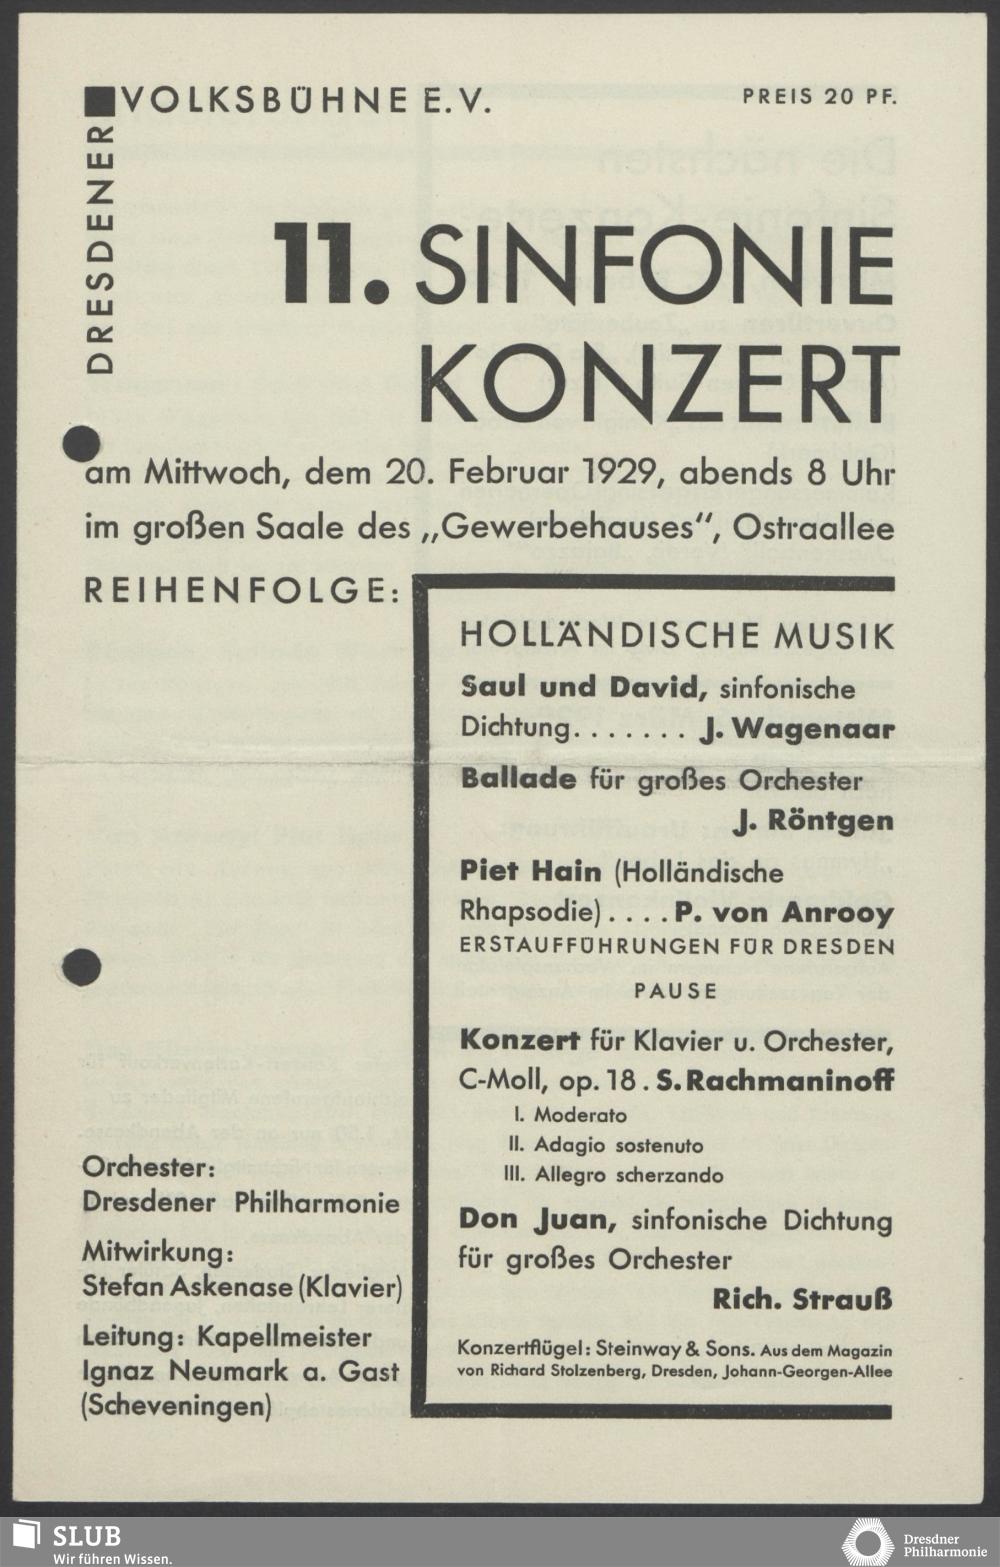 DRESDENER
VOLKSBÜHNE E.V.
PREIS 20 PF.
11. SINFONIE
KONZERT
am Mittwoch, dem 20. Februar 1929, abends 8 Uhr
im großen Saale des „Gewerbehauses“, Ostraallee
REIHENFOLGE:
HOLLÄNDISCHE MUSIK
Saul und David, sinfonische
Dichtung....... J. Wagenaar
Ballade für großes Orchester
J. Röntgen
Piet Hain (Holländische
Rhapsodie).... P. von Anrooy
ERSTAUFFÜHRUNGEN FÜR DRESDEN
PAUSE
Konzert für Klavier u. Orchester,
C-Moll, op. 18. S. Rachmaninoff
I. Moderato
II. Adagio sostenuto
III. Allegro scherzando
Don Juan, sinfonische Dichtung
für großes Orchester
Rich. Strauß
Konzertflügel: Steinway & Sons. Aus dem Magazin
von Richard Stolzenberg, Dresden, Johann-Georgen-Allee
Orchester:
Dresdener Philharmonie
Mitwirkung:
Stefan Askenase (Klavier)
Leitung: Kapellmeister
Ignaz Neumark a. Gast
(Scheveningen)
SLUB
Wir führen Wissen.
Dresdner
Philharmonie